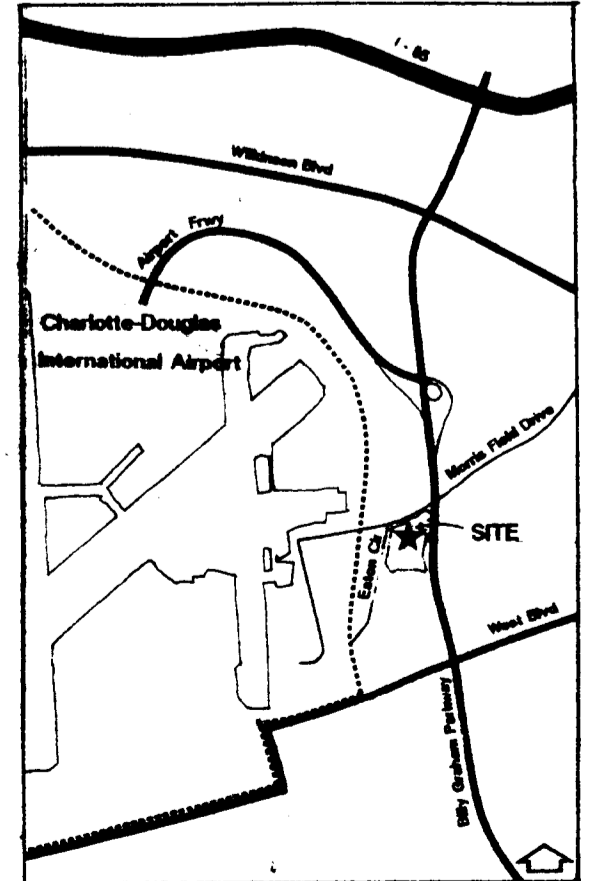 I-85
Wilkinson Blvd
Airport Frwy
Charlotte-Douglas
International Airport
Morris Field Drive
SITE
Eaton Cir
West Blvd
Billy Graham Parkway